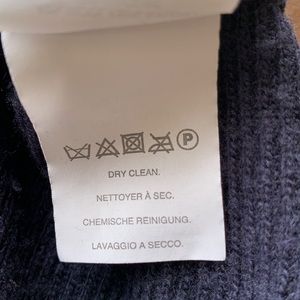 P
DRY CLEAN.
NETTOYER À SEC.
CHEMISCHE REINIGUNG.
LAVAGGIO A SECCO.